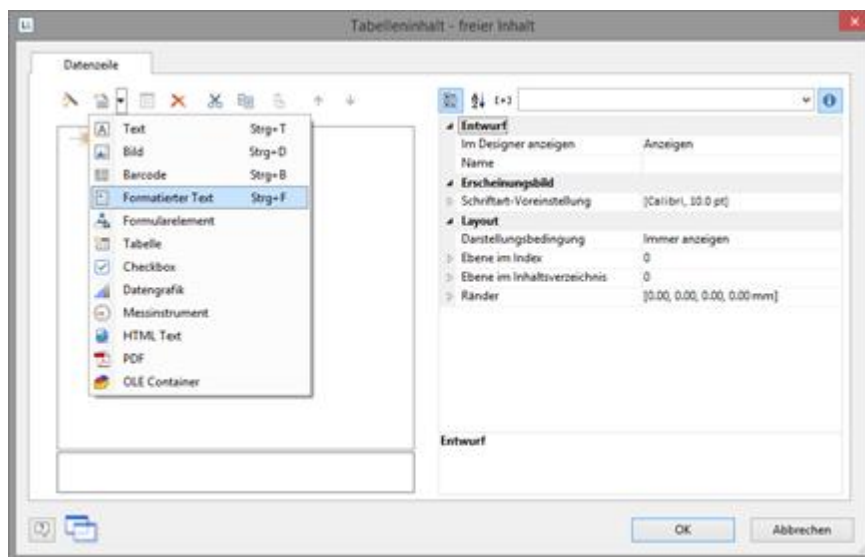 LL
Tabelleninhalt - freier Inhalt
Datenzeile
Text Strg+T
Bild Strg+D
Barcode Strg+B
Formatierter Text Strg+F
Formularelement
Tabelle
Checkbox
Datengrafik
Messinstrument
HTML Text
PDF
OLE Container
Entwurf
Im Designer anzeigen Anzeigen
Name
Erscheinungsbild
Schriftart-Voreinstellung [Calibri, 10.0 pt]
Layout
Darstellungsbedingung Immer anzeigen
Ebene im Index 0
Ebene im Inhaltsverzeichnis 0
Ränder [0.00, 0.00, 0.00, 0.00 mm]
Entwurf
OK Abbrechen